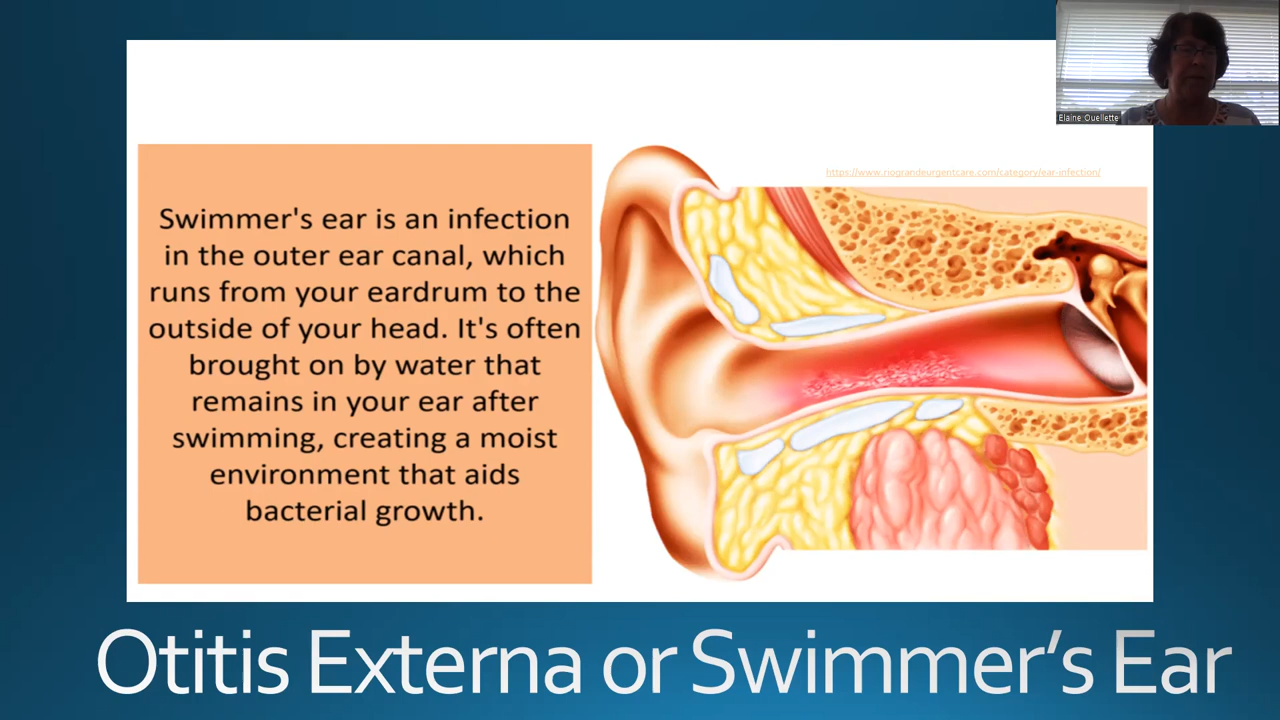 Elaine Ouellette
https://www.riograndeurgentcare.com/category/ear-infection/
Swimmer's ear is an infection
in the outer ear canal, which
runs from your eardrum to the
outside of your head. It's often
brought on by water that
remains in your ear after
swimming, creating a moist
environment that aids
bacterial growth.
Otitis Externa or Swimmer’s Ear